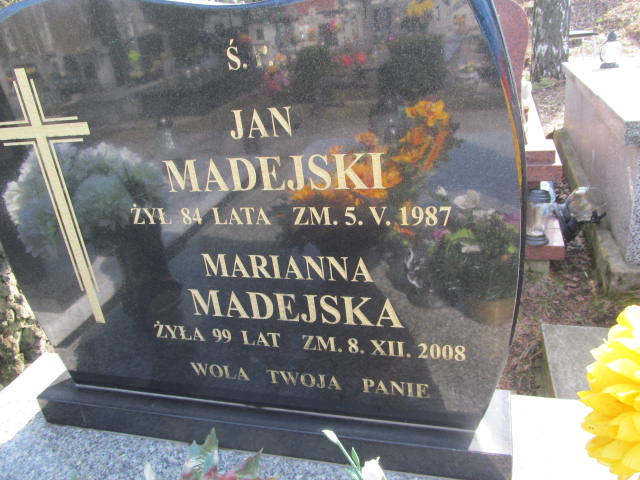 Ś.
JAN
MADEJSKI
ŻYŁ 84 LATA ZM. 5. V. 1987
MARIANNA
MADEJSKA
ŻYŁA 99 LAT ZM. 8. XII. 2008
WOLA TWOJA PANIE